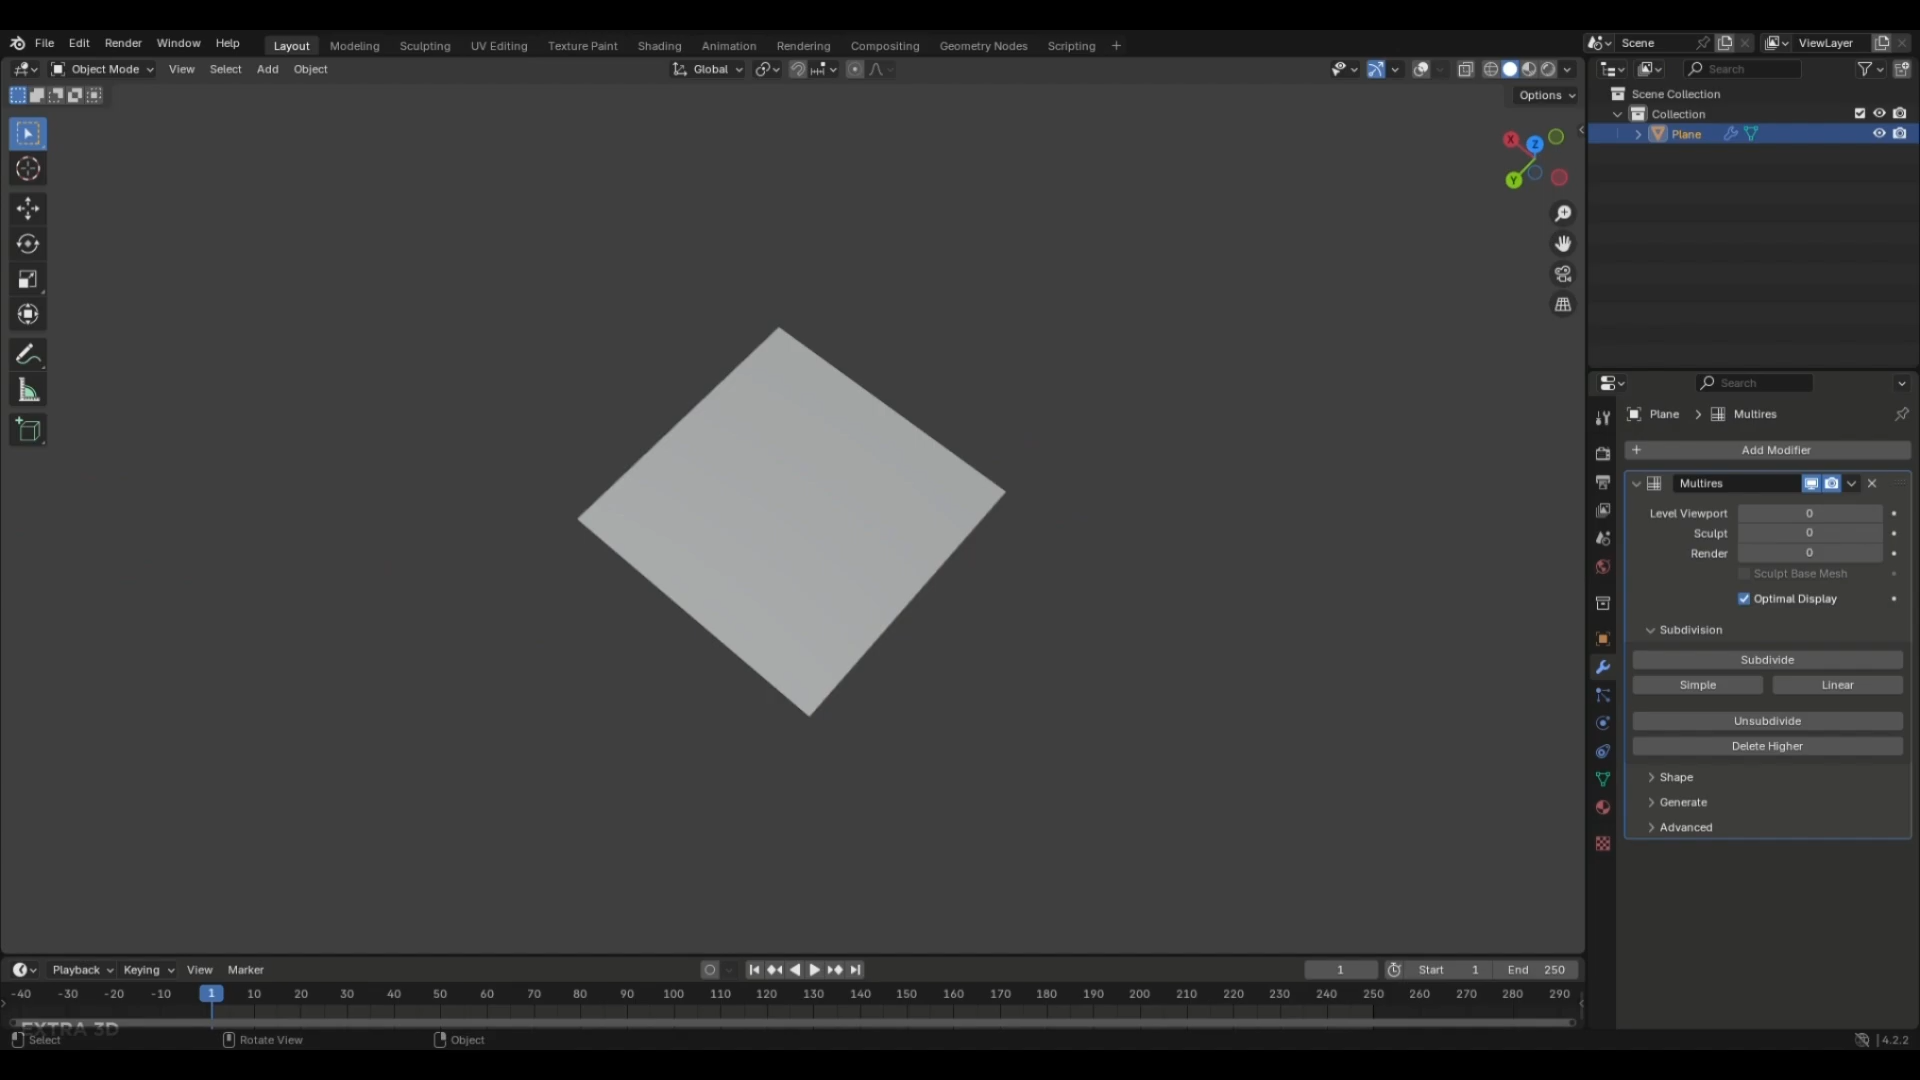 File Edit Render Window Help Layout Modeling Sculpting UV Editing Texture Paint Shading Animation Rendering Compositing Geometry Nodes Scripting + Scene ViewLayer
Object Mode View Select Add Object Global Search
Options
Scene Collection
Collection
Plane
X Z Y
Search
Plane > Multires
+ Add Modifier
Multires
Level Viewport 0
Sculpt 0
Render 0
Sculpt Base Mesh
Optimal Display
Subdivision
Subdivide
Simple Linear
Unsubdivide
Delete Higher
Shape
Generate
Advanced
Playback Keying View Marker 1 Start 1 End 250
-40 -30 -20 -10 1 10 20 30 40 50 60 70 80 90 100 110 120 130 140 150 160 170 180 190 200 210 220 230 240 250 260 270 280 290
EXTRA 3D
Select Rotate View Object 4.2.2